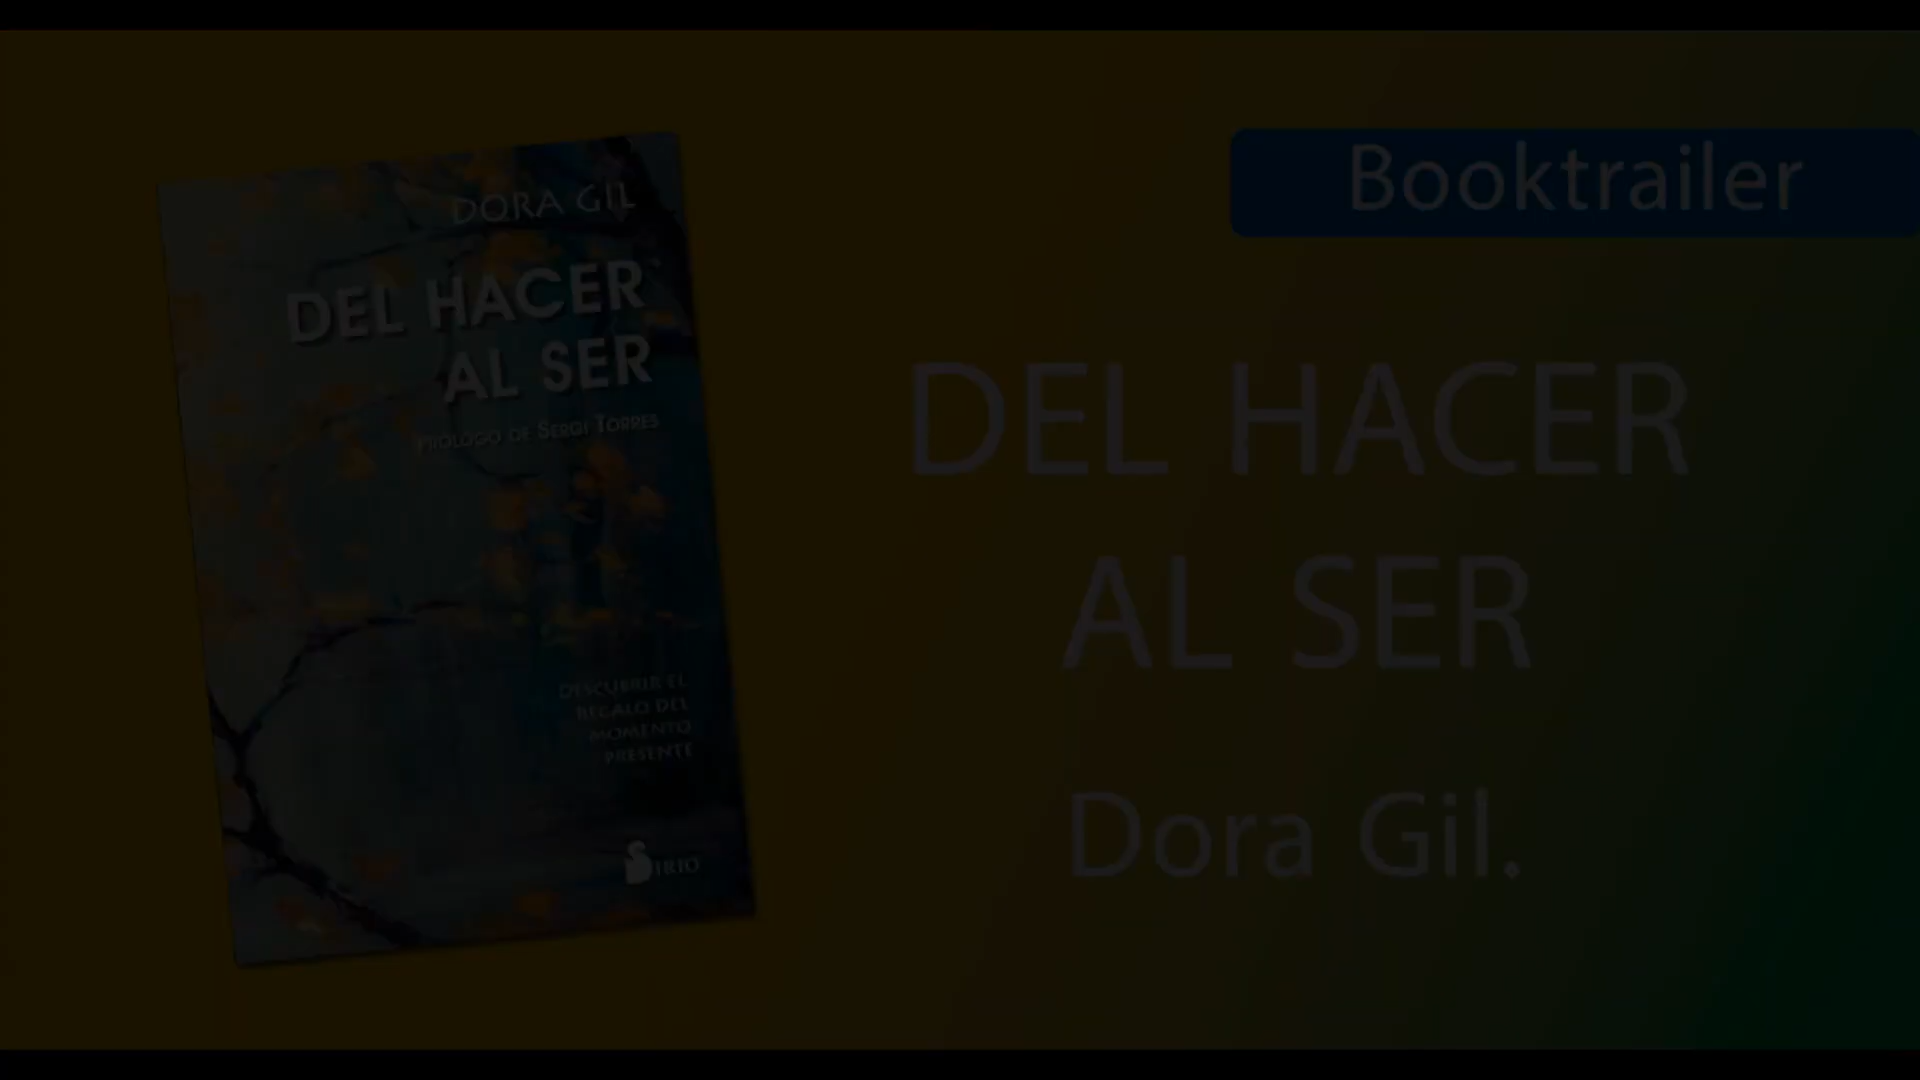 DORA GIL
DEL HACER
AL SER
PRÓLOGO DE SERGI TORRES
DESCUBRIR EL
REGALO DEL
MOMENTO
PRESENTE
SIRIO
Booktrailer
DEL HACER
AL SER
Dora Gil.